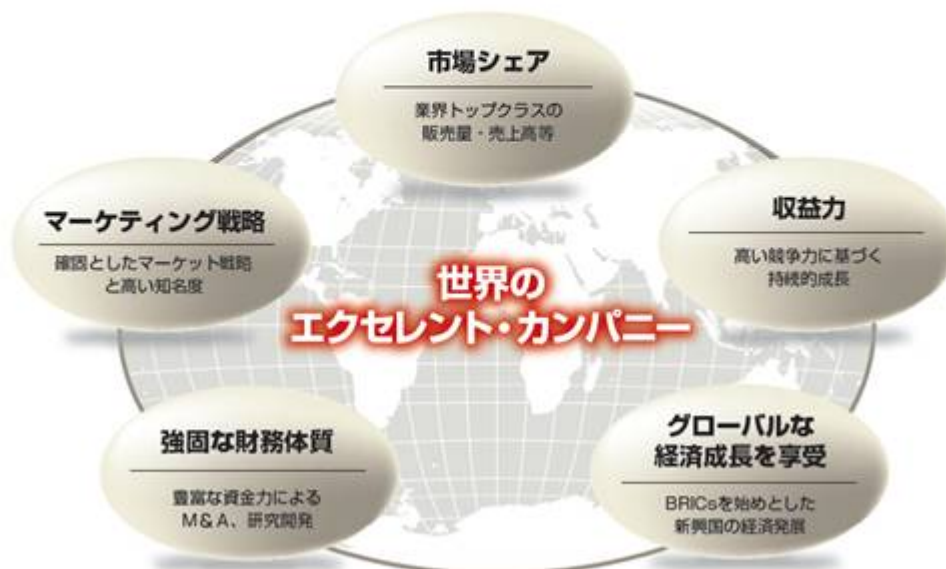 市場シェア
業界トップクラスの
販売量・売上高等
マーケティング戦略
確固としたマーケット戦略
と高い知名度
収益力
高い競争力に基づく
持続的成長
世界の
エクセレント・カンパニー
強固な財務体質
豊富な資金力による
M&A、研究開発
グローバルな
経済成長を享受
BRICsを始めとした
新興国の経済発展